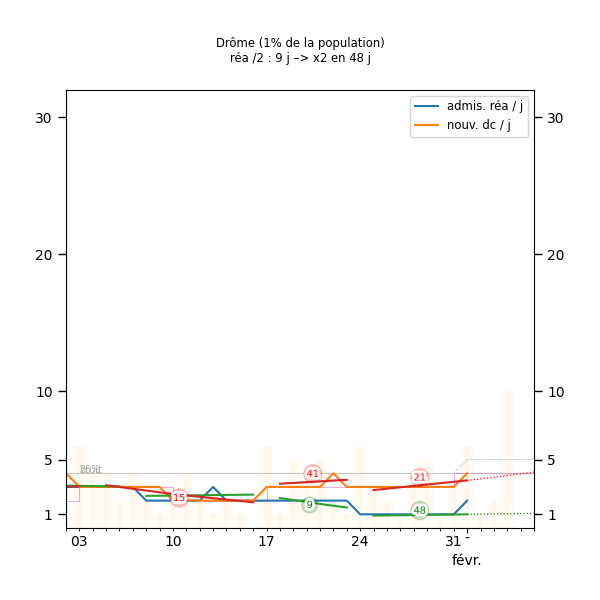 Drôme (1% de la population)
réa /2 : 9 j –> x2 en 48 j
admis. réa / j
nouv. dc / j
30 30
20 20
10 10
5 5
1 1
25%
41
21
15
9
48
03 10 17 24 31
févr.